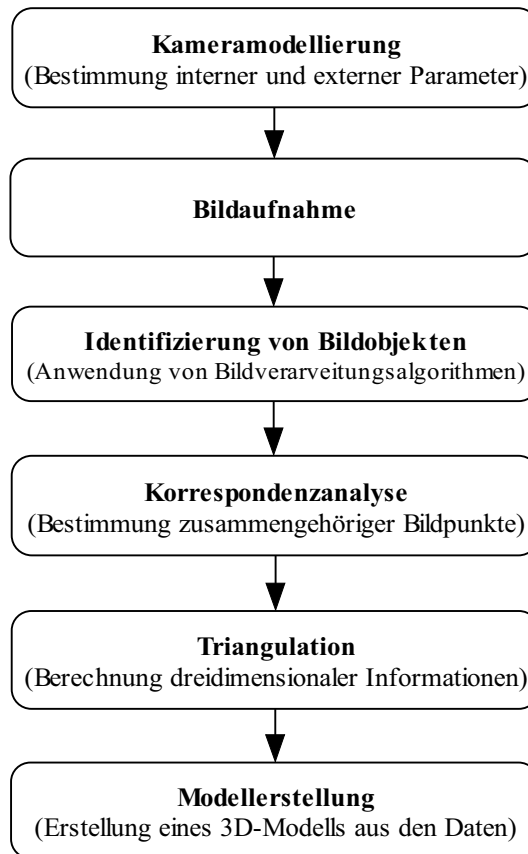 Kameramodellierung
(Bestimmung interner und externer Parameter)
Bildaufnahme
Identifizierung von Bildobjekten
(Anwendung von Bildverarveitungsalgorithmen)
Korrespondenzanalyse
(Bestimmung zusammengehöriger Bildpunkte)
Triangulation
(Berechnung dreidimensionaler Informationen)
Modellerstellung
(Erstellung eines 3D-Modells aus den Daten)